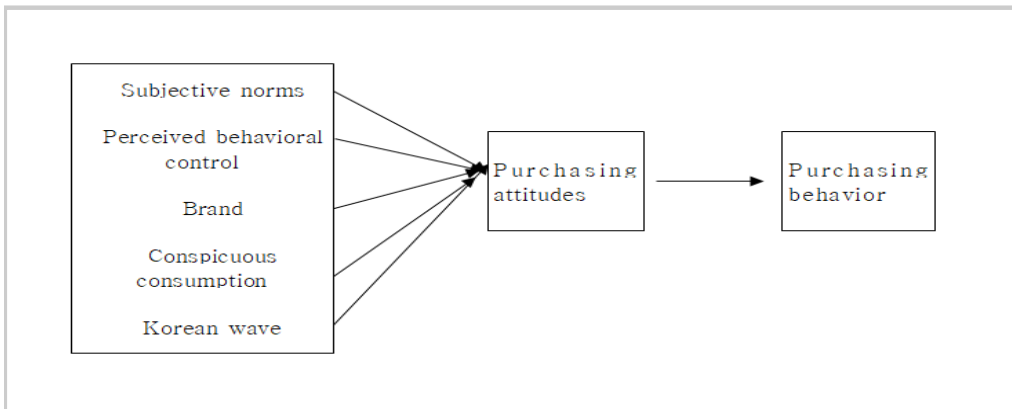 Subjective norms
Perceived behavioral
control
Brand
Conspicuous
consumption
Korean wave
Purchasing
attitudes
Purchasing
behavior